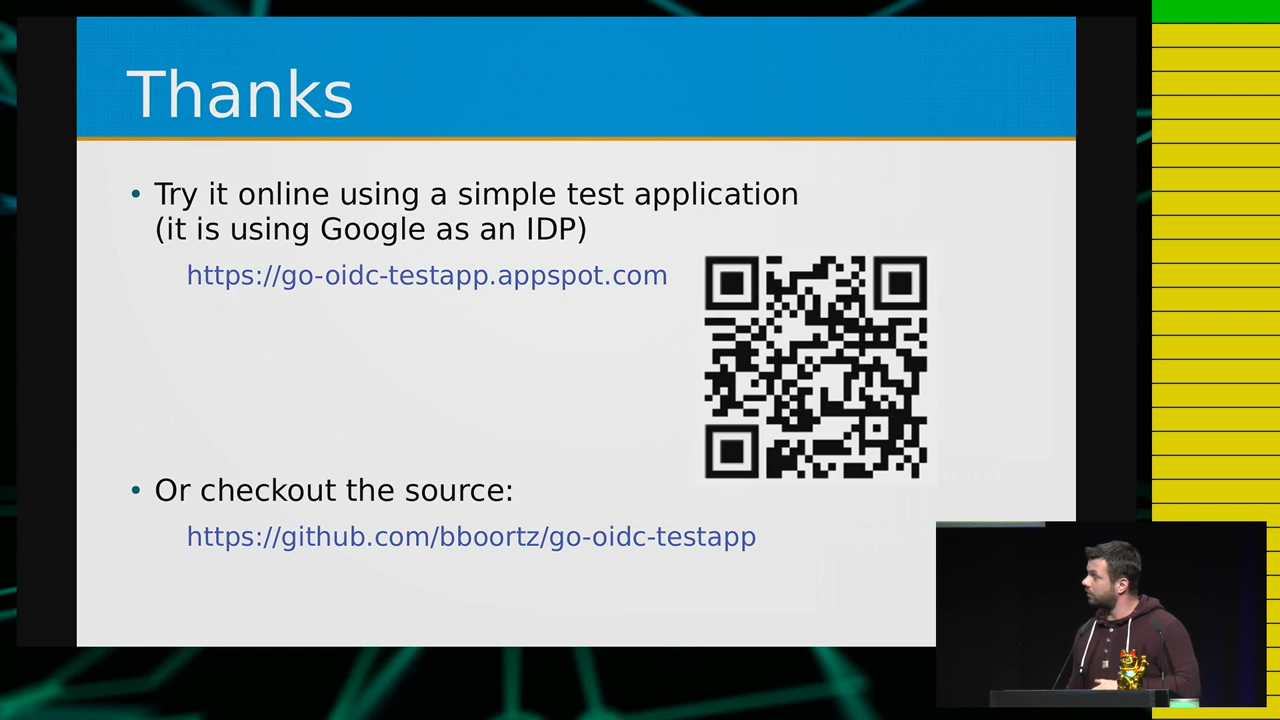 Thanks
• Try it online using a simple test application
(it is using Google as an IDP)
https://go-oidc-testapp.appspot.com
• Or checkout the source:
https://github.com/bboortz/go-oidc-testapp